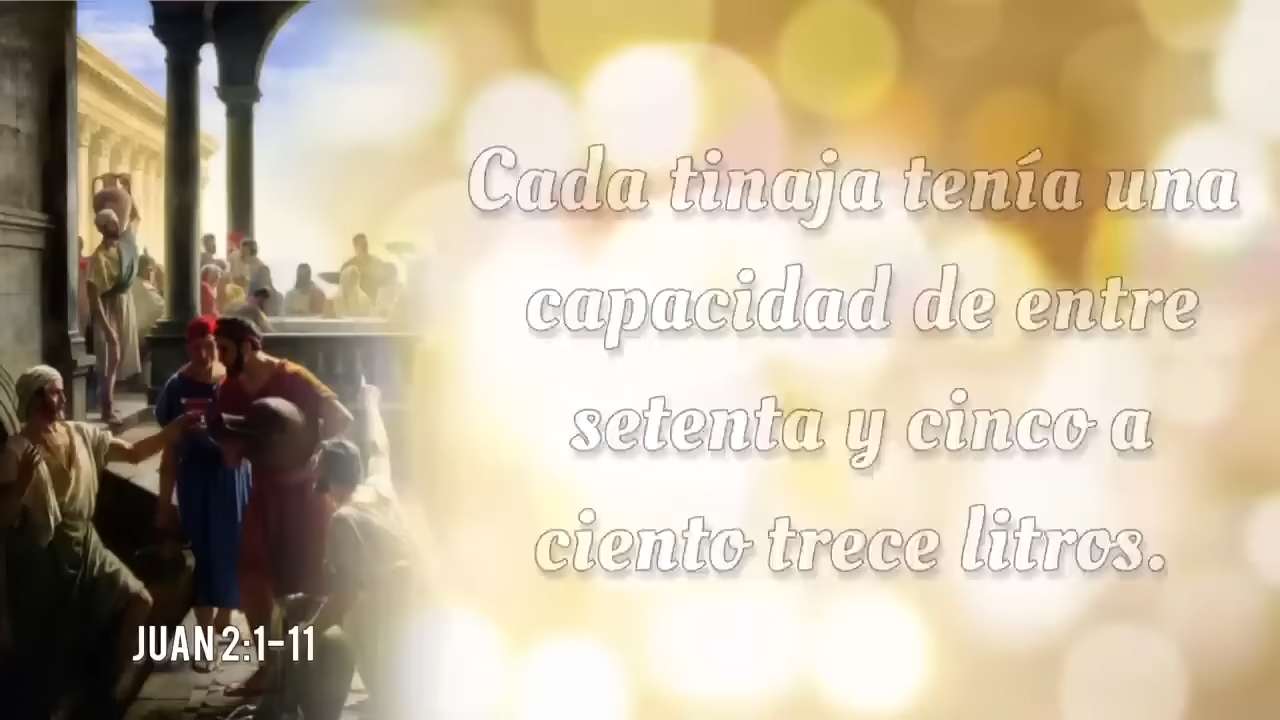 Cada tinaja tenía una
capacidad de entre
setenta y cinco a
ciento trece litros.
JUAN 2:1-11